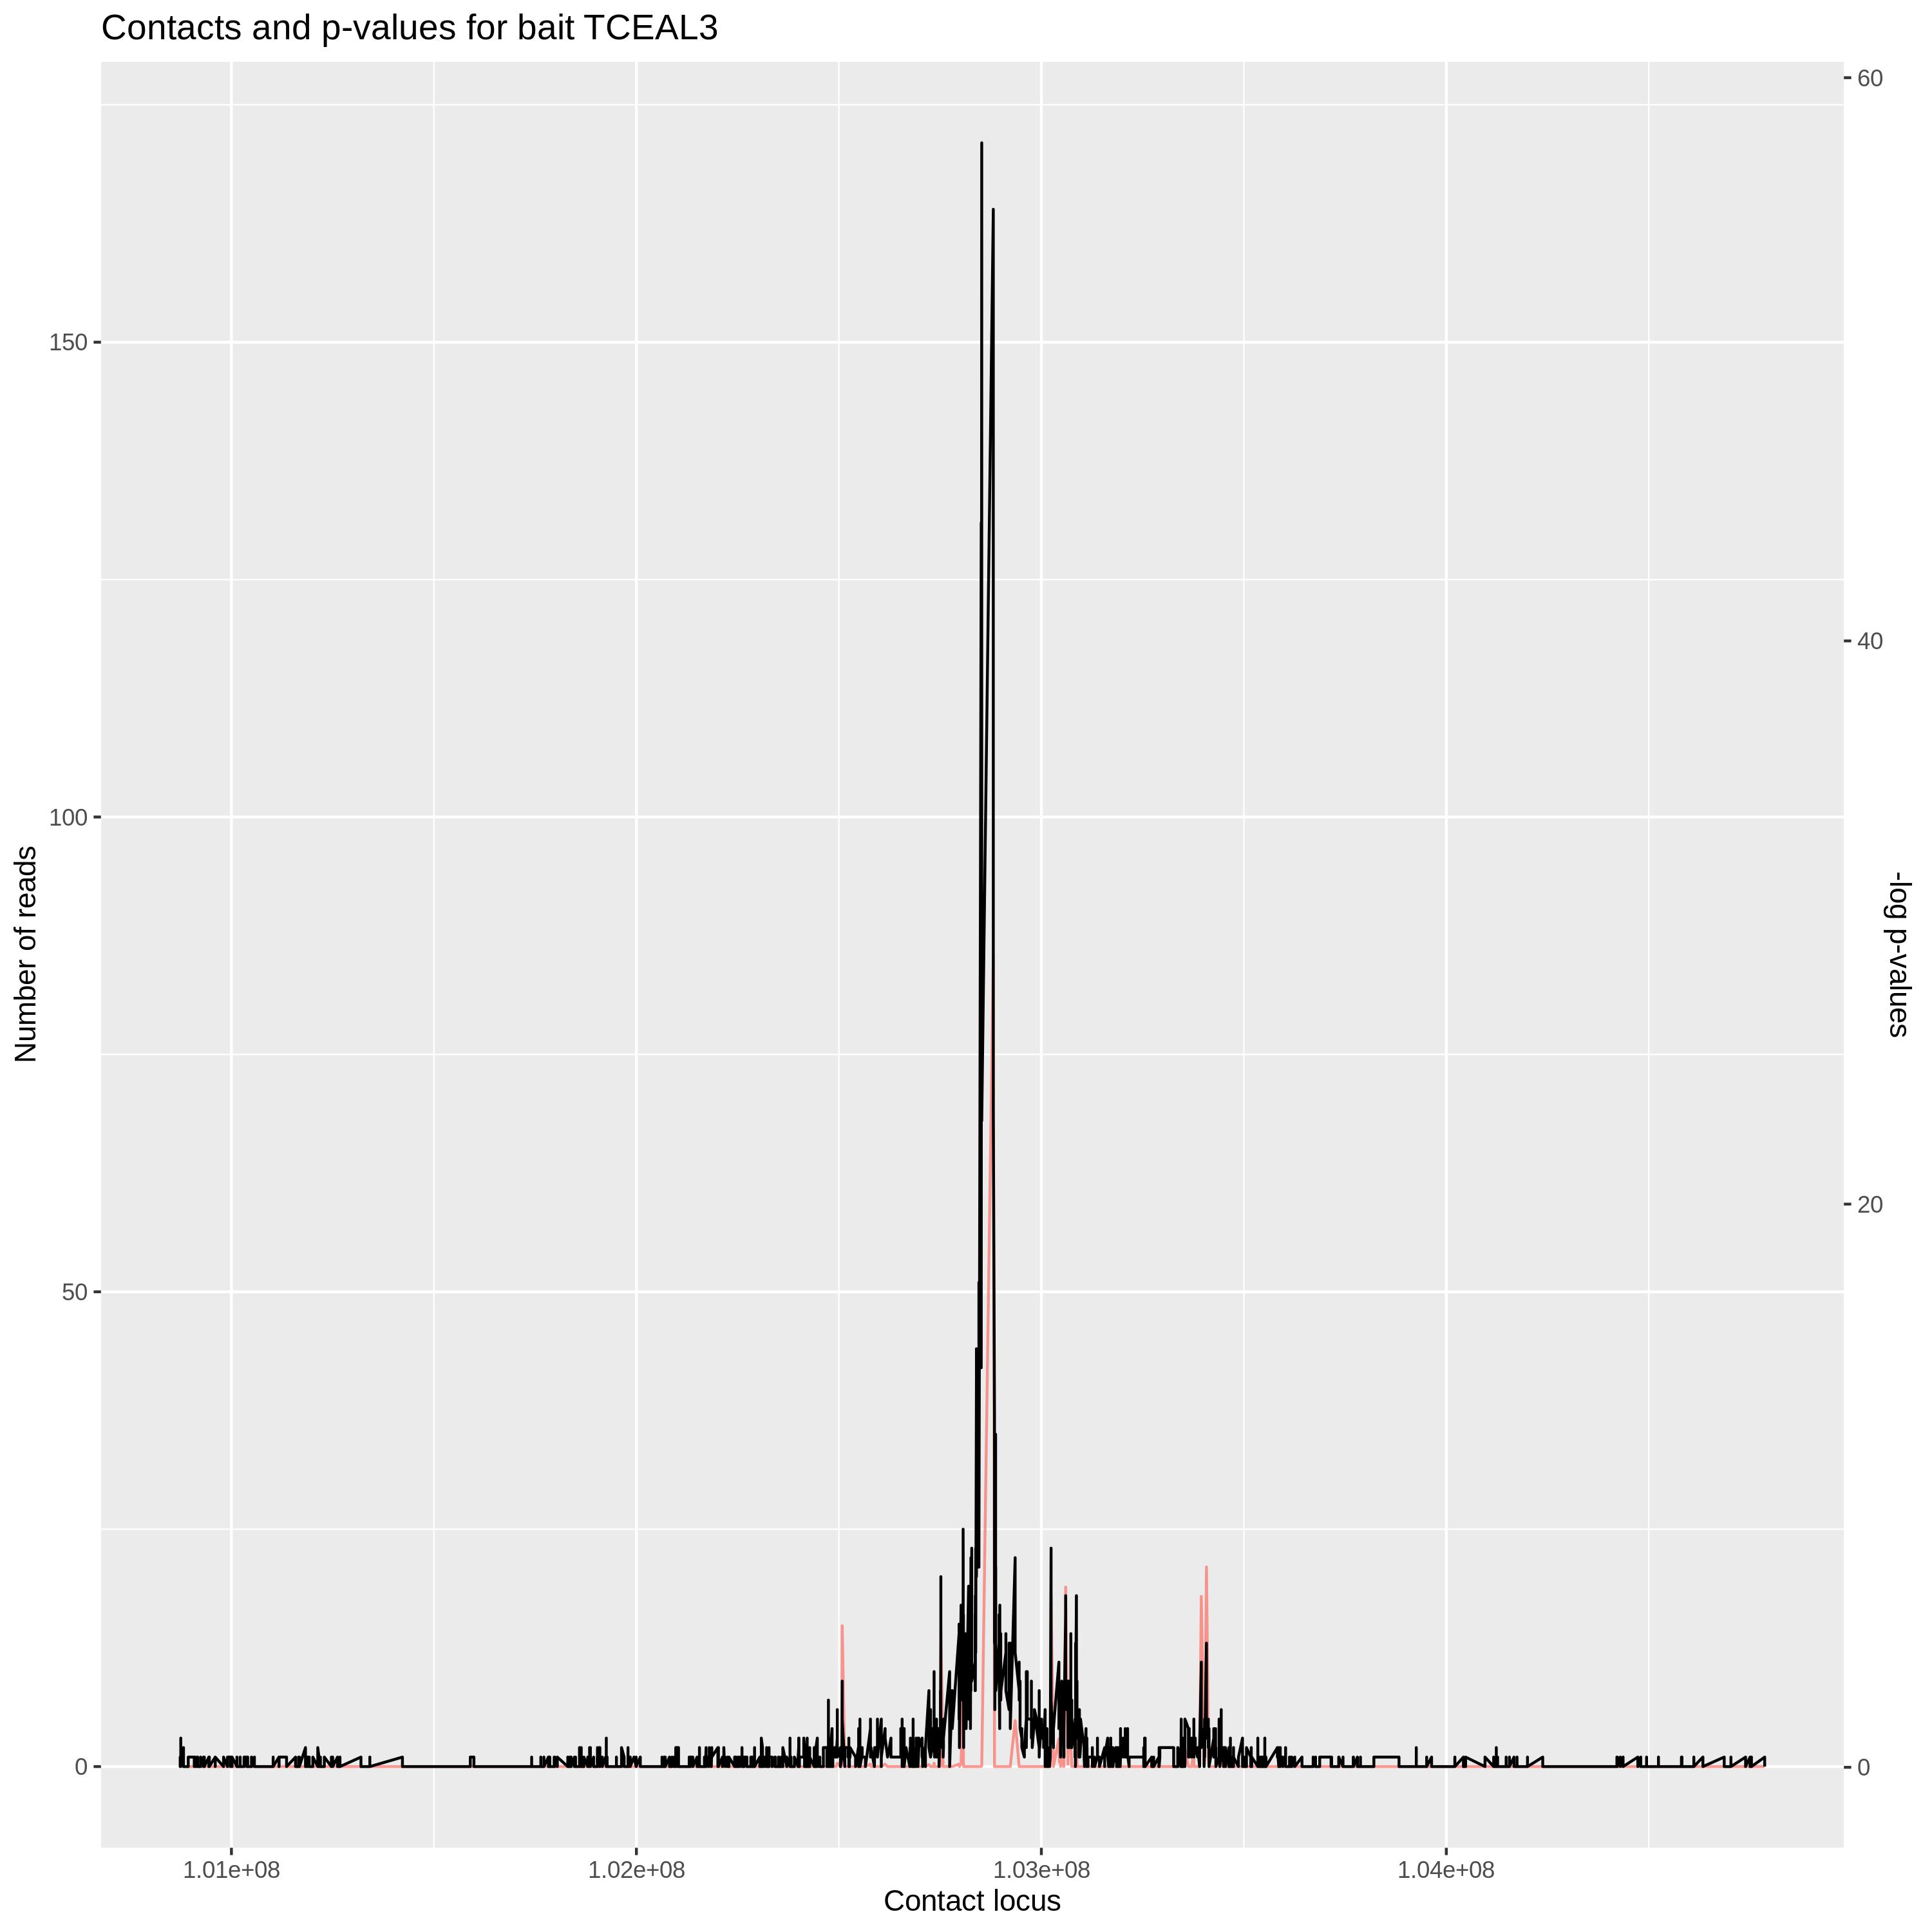 Contacts and p-values for bait TCEAL3
60
150
40
100
Number of reads
-log p-values
20
50
0
0
1.01e+08 1.02e+08 1.03e+08 1.04e+08
Contact locus